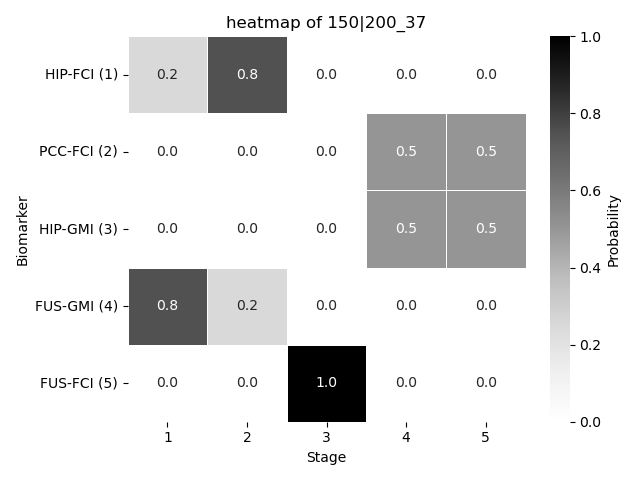 heatmap of 150|200_37
HIP-FCI (1) 0.2 0.8 0.0 0.0 0.0
PCC-FCI (2) 0.0 0.0 0.0 0.5 0.5
HIP-GMI (3) 0.0 0.0 0.0 0.5 0.5
FUS-GMI (4) 0.8 0.2 0.0 0.0 0.0
FUS-FCI (5) 0.0 0.0 1.0 0.0 0.0
1 2 3 4 5
Stage
Biomarker
1.0
0.8
0.6
0.4
0.2
0.0
Probability